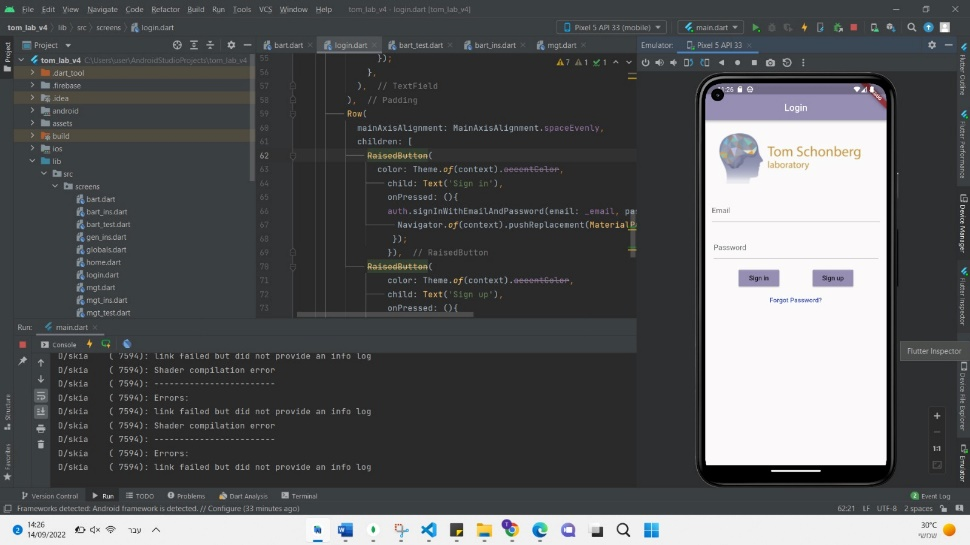 File Edit View Navigate Code Refactor Build Run Tools VCS Window Help tom_lab_v4 - login.dart
tom_lab_v4 lib src screens login.dart
Pixel 5 API 33 (mobile) main.dart
Project
bart.dart login.dart bart_test.dart bart_ins.dart mgt.dart
Emulator: Pixel 5 API 33
tom_lab_v4 C:\Users\user\AndroidStudioProjects\tom_lab_v4
.dart_tool
.firebase
.idea
android
assets
build
ios
lib
src
screens
bart.dart
bart_ins.dart
bart_test.dart
gen_ins.dart
globals.dart
home.dart
login.dart
mgt.dart
mgt_ins.dart
mgt_test.dart
7 1 1
55 });
56 },
57 ), // TextField
58 ), // Padding
59 Row(
60 mainAxisAlignment: MainAxisAlignment.spaceEvenly,
61 children: [
62 RaisedButton(
63 color: Theme.of(context).accentColor,
64 child: Text('Sign in'),
65 onPressed: (){
66 auth.signInWithEmailAndPassword(email: _email, pa
67 Navigator.of(context).pushReplacement(MaterialP
68 });
69 }), // RaisedButton
70 RaisedButton(
71 color: Theme.of(context).accentColor,
72 child: Text('Sign up'),
73 onPressed: (){
11:26
Login
Tom Schonberg
laboratory
Email
Password
Sign in Sign up
Forgot Password?
Project
Structure
Favorites
Flutter Outline
Flutter Performance
Device Manager
Flutter Inspector
Device File Explorer
Emulator
Flutter Inspector
1:1
Run: main.dart
Console
D/skia ( 7594): link failed but did not provide an info log
D/skia ( 7594): Shader compilation error
D/skia ( 7594): ------------------------
D/skia ( 7594): Errors:
D/skia ( 7594): link failed but did not provide an info log
D/skia ( 7594): Shader compilation error
D/skia ( 7594): ------------------------
D/skia ( 7594): Errors:
D/skia ( 7594): link failed but did not provide an info log
Version Control Run TODO Problems Dart Analysis Terminal Event Log
Frameworks detected: Android framework is detected. // Configure (33 minutes ago) 62:21 LF UTF-8 2 spaces
2 14:26
14/09/2022
עבר
30°C
שמשי